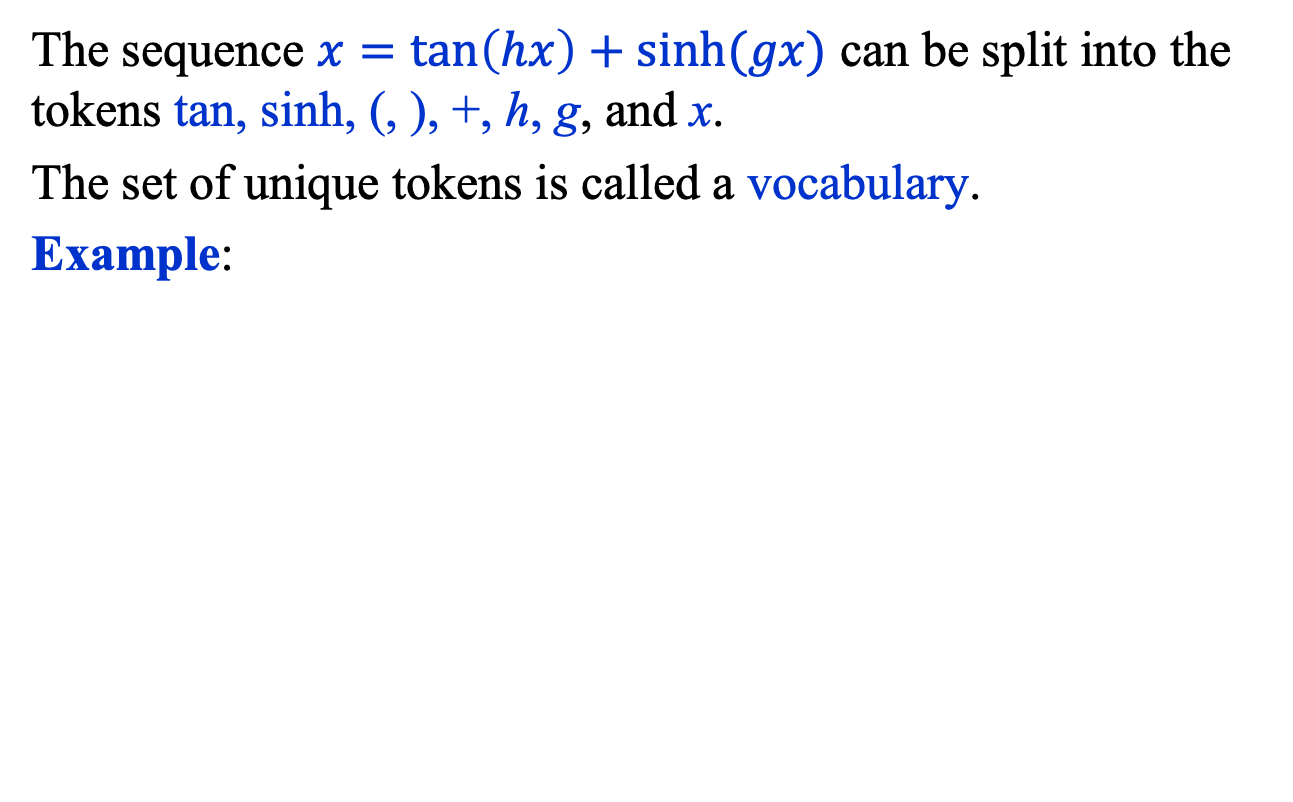 The sequence x = tan(hx) + sinh(gx) can be split into the
tokens tan, sinh, (, ), +, h, g, and x.
The set of unique tokens is called a vocabulary.
Example: